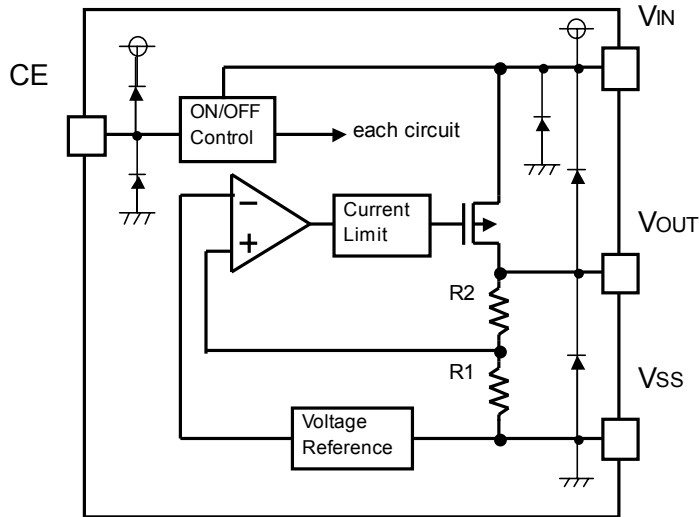 VIN
CE
ON/OFF
Control
each circuit
−
+
Current
Limit
VOUT
R2
R1
VSS
Voltage
Reference